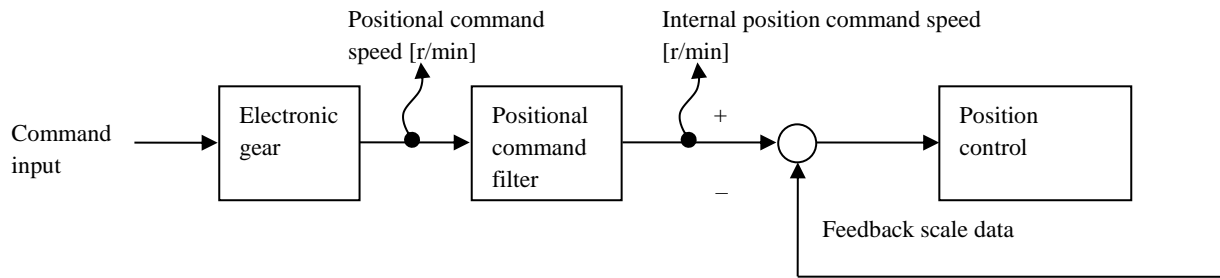 Positional command
speed [r/min]
Internal position command speed
[r/min]
Command
input
Electronic
gear
Positional
command
filter
+
−
Position
control
Feedback scale data